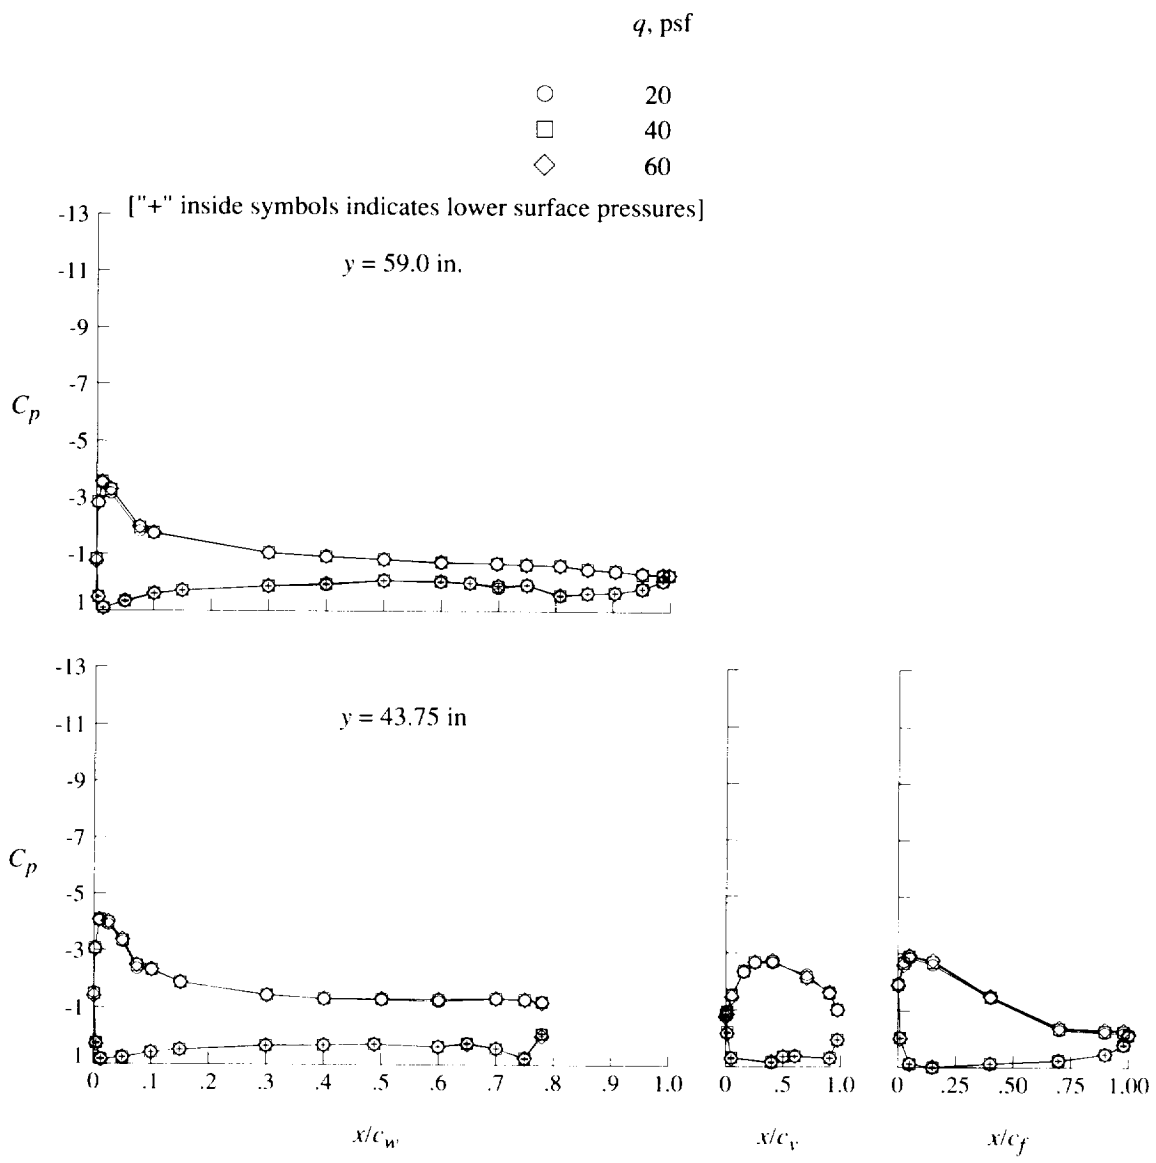 q, psf
20
40
60
["+" inside symbols indicates lower surface pressures]
y = 59.0 in.
-13
-11
-9
-7
-5
-3
-1
1
C_p
y = 43.75 in
-13
-11
-9
-7
-5
-3
-1
1
C_p
0 .1 .2 .3 .4 .5 .6 .7 .8 .9 1.0
x/c_w
0 .5 1.0
x/c_v
0 .25 .50 .75 1.00
x/c_f